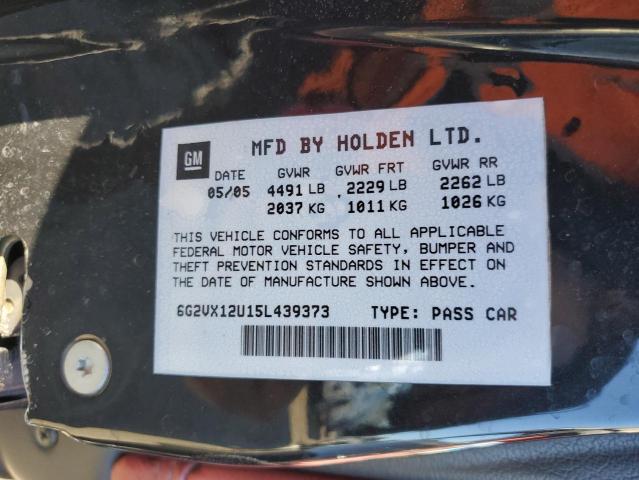 GM MFD BY HOLDEN LTD.
DATE GVWR GVWR FRT GVWR RR
05/05 4491 LB 2229 LB 2262 LB
2037 KG 1011 KG 1026 KG
THIS VEHICLE CONFORMS TO ALL APPLICABLE
FEDERAL MOTOR VEHICLE SAFETY, BUMPER AND
THEFT PREVENTION STANDARDS IN EFFECT ON
THE DATE OF MANUFACTURE SHOWN ABOVE.
6G2VX12U15L439373 TYPE: PASS CAR